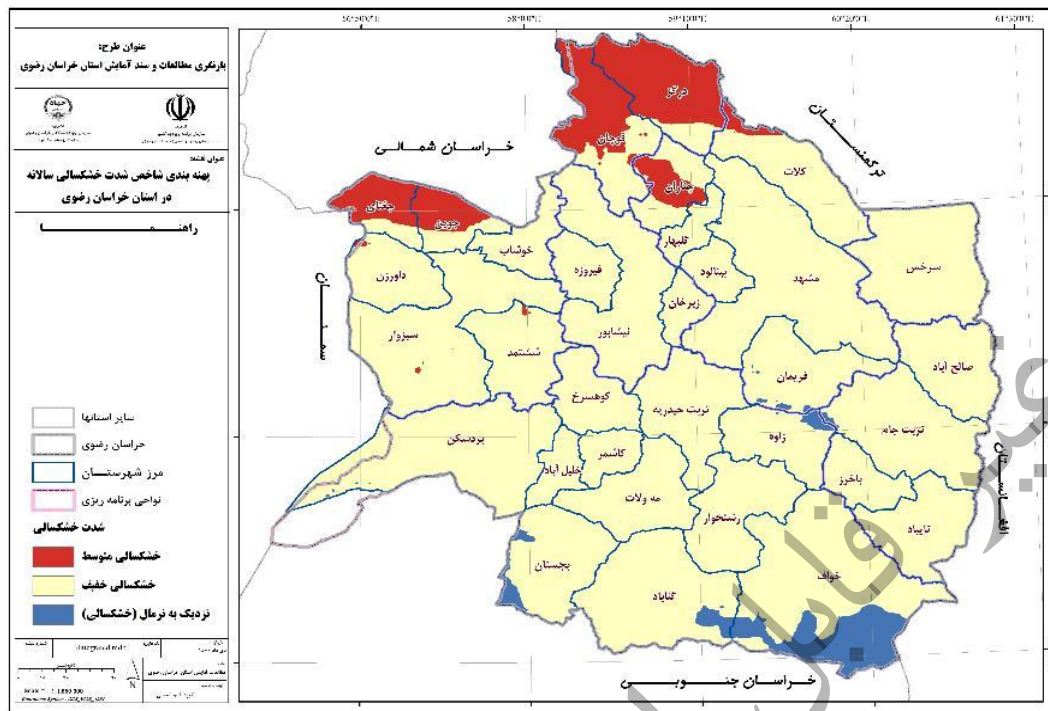 عنوان طرح:
بازنگری مطالعات و سند آمایش استان خراسان رضوی
عنوان نقشه:
پهنه بندی شاخص شدت خشکسالی سالانه
در استان خراسان رضوی
راهنما
سایر استانها
خراسان رضوی
مرز شهرستان
نواحی برنامه ریزی
شدت خشکسالی
خشکسالی متوسط
خشکسالی خفیف
نزدیک به نرمال (خشکسالی)
خراسان شمالی
ترکمنستان
سمنان
افغانستان
خراسان جنوبی
درگز
قوچان
چناران
کلات
جغتای
جوین
خوشاب
گلبهار
فیروزه
بینالود
مشهد
سرخس
داورزن
زبرخان
سبزوار
ششتمد
نیشابور
فریمان
صالح آباد
کوهسرخ
تربت حیدریه
بردسکن
تربت جام
زاوه
کاشمر
خلیل آباد
باخرز
مه ولات
رشتخوار
تایباد
بجستان
خواف
گناباد
N